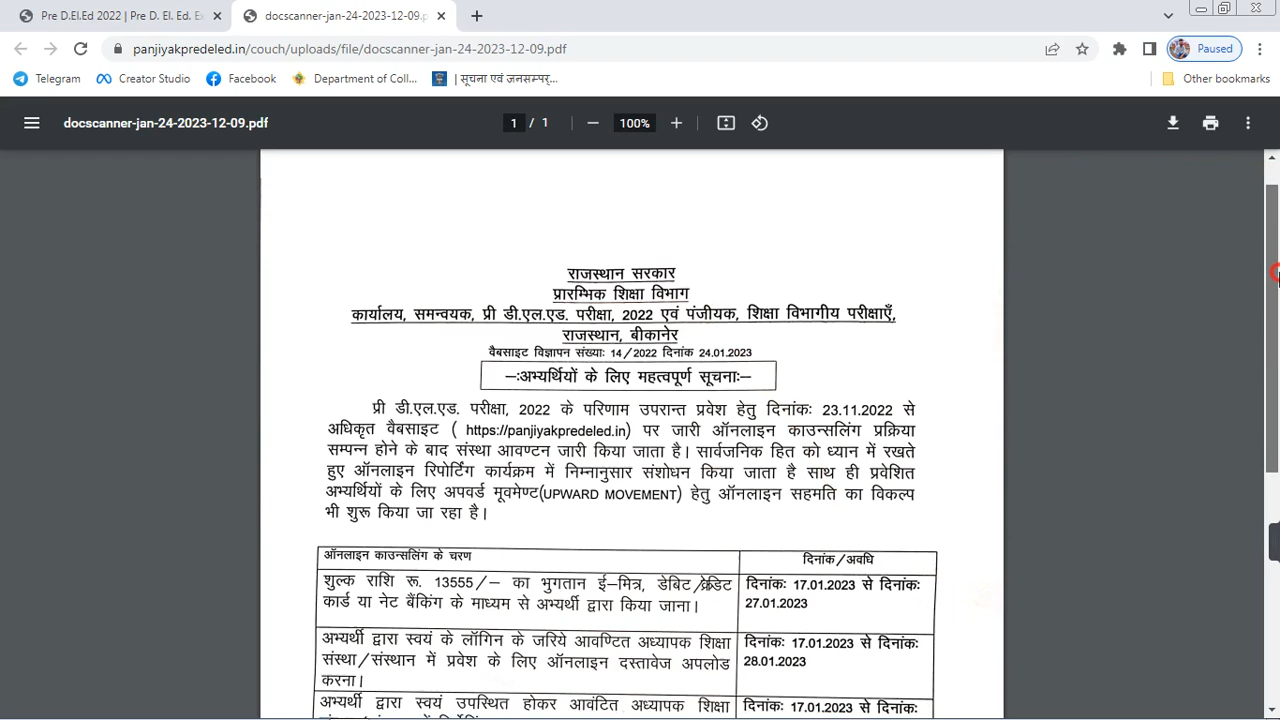 Pre D.El.Ed 2022 | Pre D. El. Ed. Ex
docscanner-jan-24-2023-12-09.p
panjiyakpredeled.in/couch/uploads/file/docscanner-jan-24-2023-12-09.pdf
Paused
Telegram
Creator Studio
Facebook
Department of Coll...
| सूचना एवं जनसम्पर्...
Other bookmarks
docscanner-jan-24-2023-12-09.pdf
1 / 1
100%
राजस्थान सरकार
प्रारम्भिक शिक्षा विभाग
कार्यालय, समन्वयक, प्री डी.एल.एड. परीक्षा, 2022 एवं पंजीयक, शिक्षा विभागीय परीक्षाएँ,
राजस्थान, बीकानेर
वैबसाइट विज्ञापन संख्याः 14/2022 दिनांक 24.01.2023
–:अभ्यर्थियों के लिए महत्वपूर्ण सूचनाः–
प्री डी.एल.एड. परीक्षा, 2022 के परिणाम उपरान्त प्रवेश हेतु दिनांकः 23.11.2022 से
अधिकृत वैबसाइट ( https://panjiyakpredeled.in) पर जारी ऑनलाइन काउन्सलिंग प्रक्रिया
सम्पन्न होने के बाद संस्था आवण्टन जारी किया जाता है। सार्वजनिक हित को ध्यान में रखते
हुए ऑनलाइन रिपोर्टिंग कार्यक्रम में निम्नानुसार संशोधन किया जाता है साथ ही प्रवेशित
अभ्यर्थियों के लिए अपवर्ड मूवमेण्ट(UPWARD MOVEMENT) हेतु ऑनलाइन सहमति का विकल्प
भी शुरू किया जा रहा है।
ऑनलाइन काउन्सलिंग के चरण
दिनांक/अवधि
शुल्क राशि रू. 13555/– का भुगतान ई–मित्र, डेबिट/क्रेडिट
कार्ड या नेट बैंकिंग के माध्यम से अभ्यर्थी द्वारा किया जाना।
दिनांकः 17.01.2023 से दिनांकः
27.01.2023
अभ्यर्थी द्वारा स्वयं के लॉगिन के जरिये आवण्टित अध्यापक शिक्षा
संस्था/संस्थान में प्रवेश के लिए ऑनलाइन दस्तावेज अपलोड
करना।
दिनांकः 17.01.2023 से दिनांकः
28.01.2023
अभ्यर्थी द्वारा स्वयं उपस्थित होकर आवंटित अध्यापक शिक्षा
दिनांकः 17.01.2023 से दिनांकः